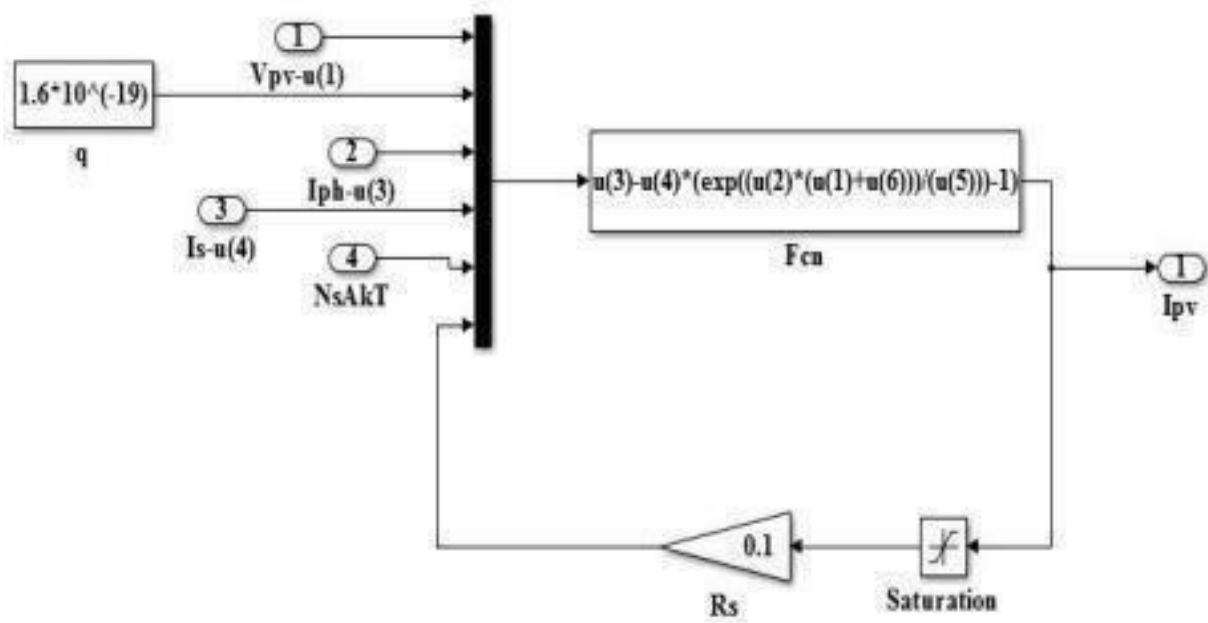 1
Vpv-u(1)
1.6*10^(-19)
q
2
Iph-u(3)
3
Is-u(4)
4
NsAkT
u(3)-u(4)*(exp((u(2)*(u(1)+u(6)))/(u(5)))-1)
Fcn
1
Ipv
0.1
Rs
Saturation